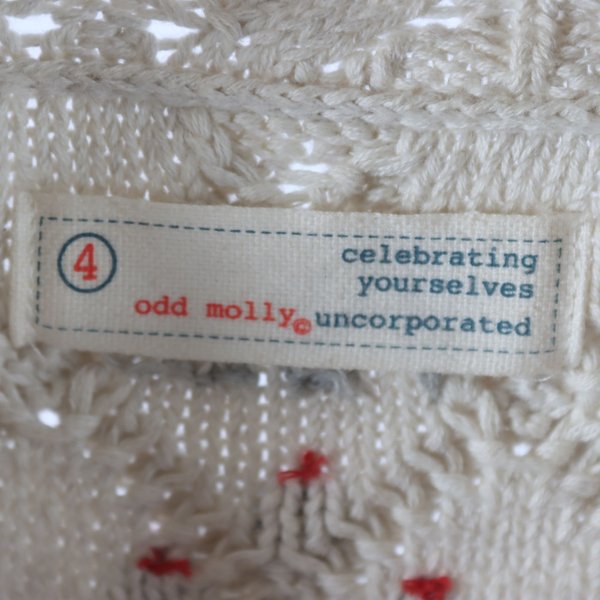 4
celebrating
yourselves
odd molly© uncorporated